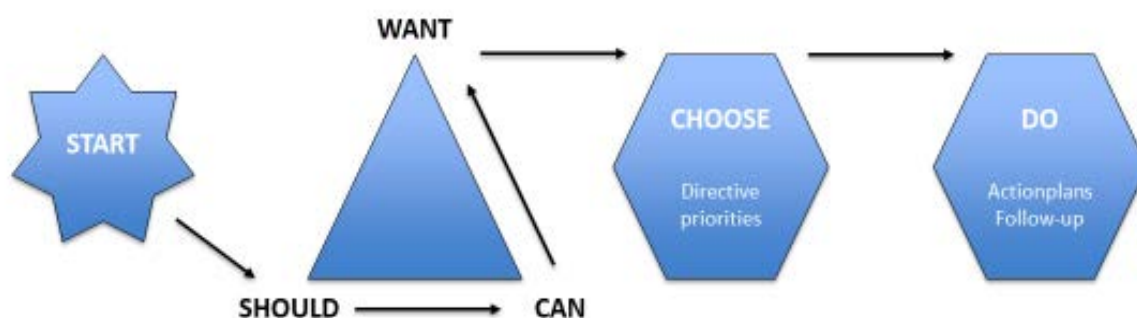 START
SHOULD
CAN
WANT
CHOOSE
Directive
priorities
DO
Actionplans
Follow-up